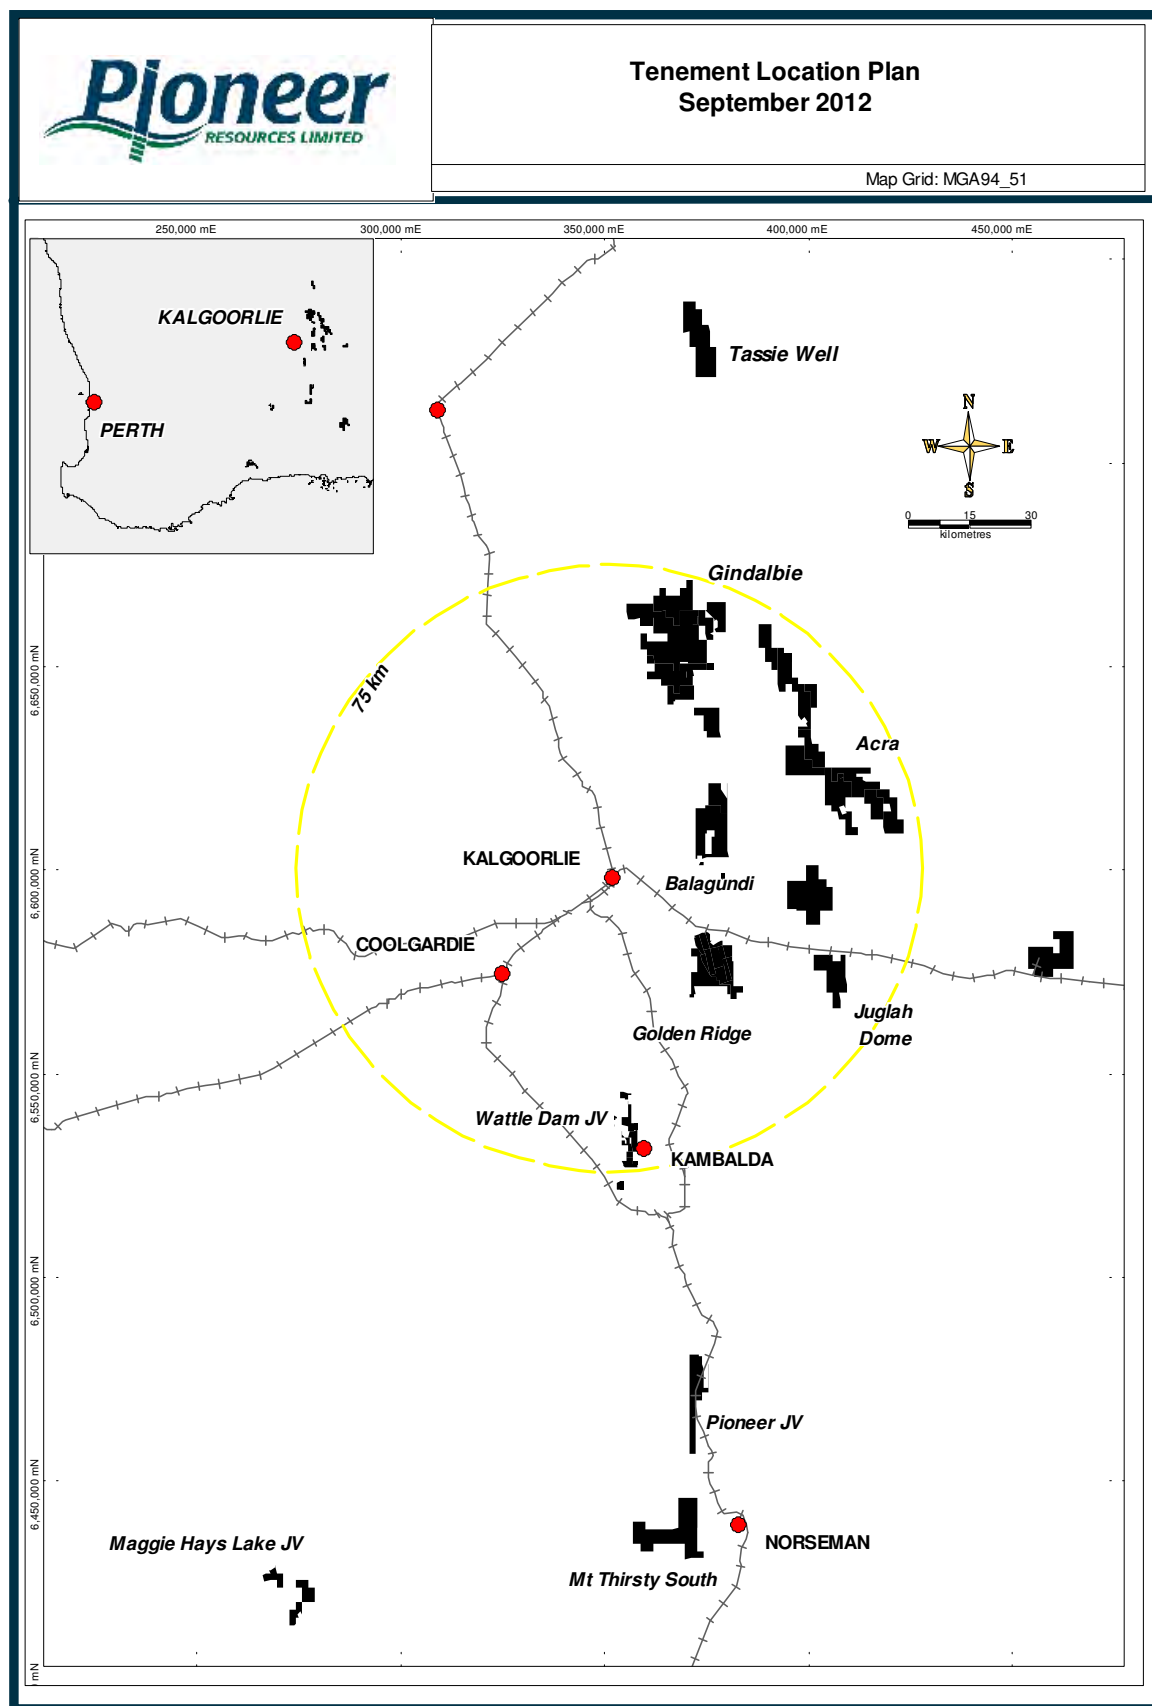 Pioneer
RESOURCES LIMITED
Tenement Location Plan
September 2012
Map Grid: MGA94_51
250,000 mE
300,000 mE
350,000 mE
400,000 mE
450,000 mE
KALGOORLIE
PERTH
Tassie Well
N
W
E
S
0
15
30
kilometres
Gindalbie
75 km
6,650,000 mN
Acra
KALGOORLIE
Balagundi
6,600,000 mN
COOLGARDIE
Golden Ridge
Juglah
Dome
6,550,000 mN
Wattle Dam JV
KAMBALDA
6,500,000 mN
Pioneer JV
6,450,000 mN
Maggie Hays Lake JV
NORSEMAN
Mt Thirsty South
mN